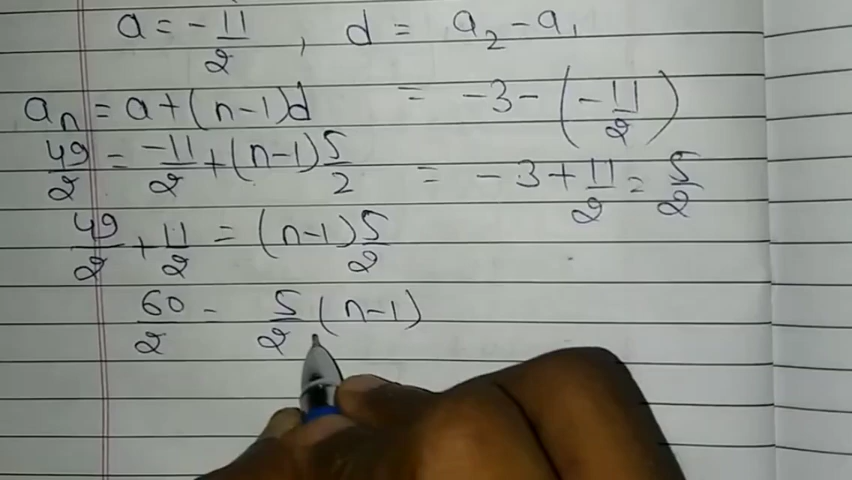 a = -11/2 , d = a₂ - a₁
aₙ = a + (n-1)d = -3 - (-11/2)
49/2 = -11/2 + (n-1) 5/2 = -3 + 11/2 = 5/2
49/2 + 11/2 = (n-1) 5/2
60/2 = 5/2 (n-1)